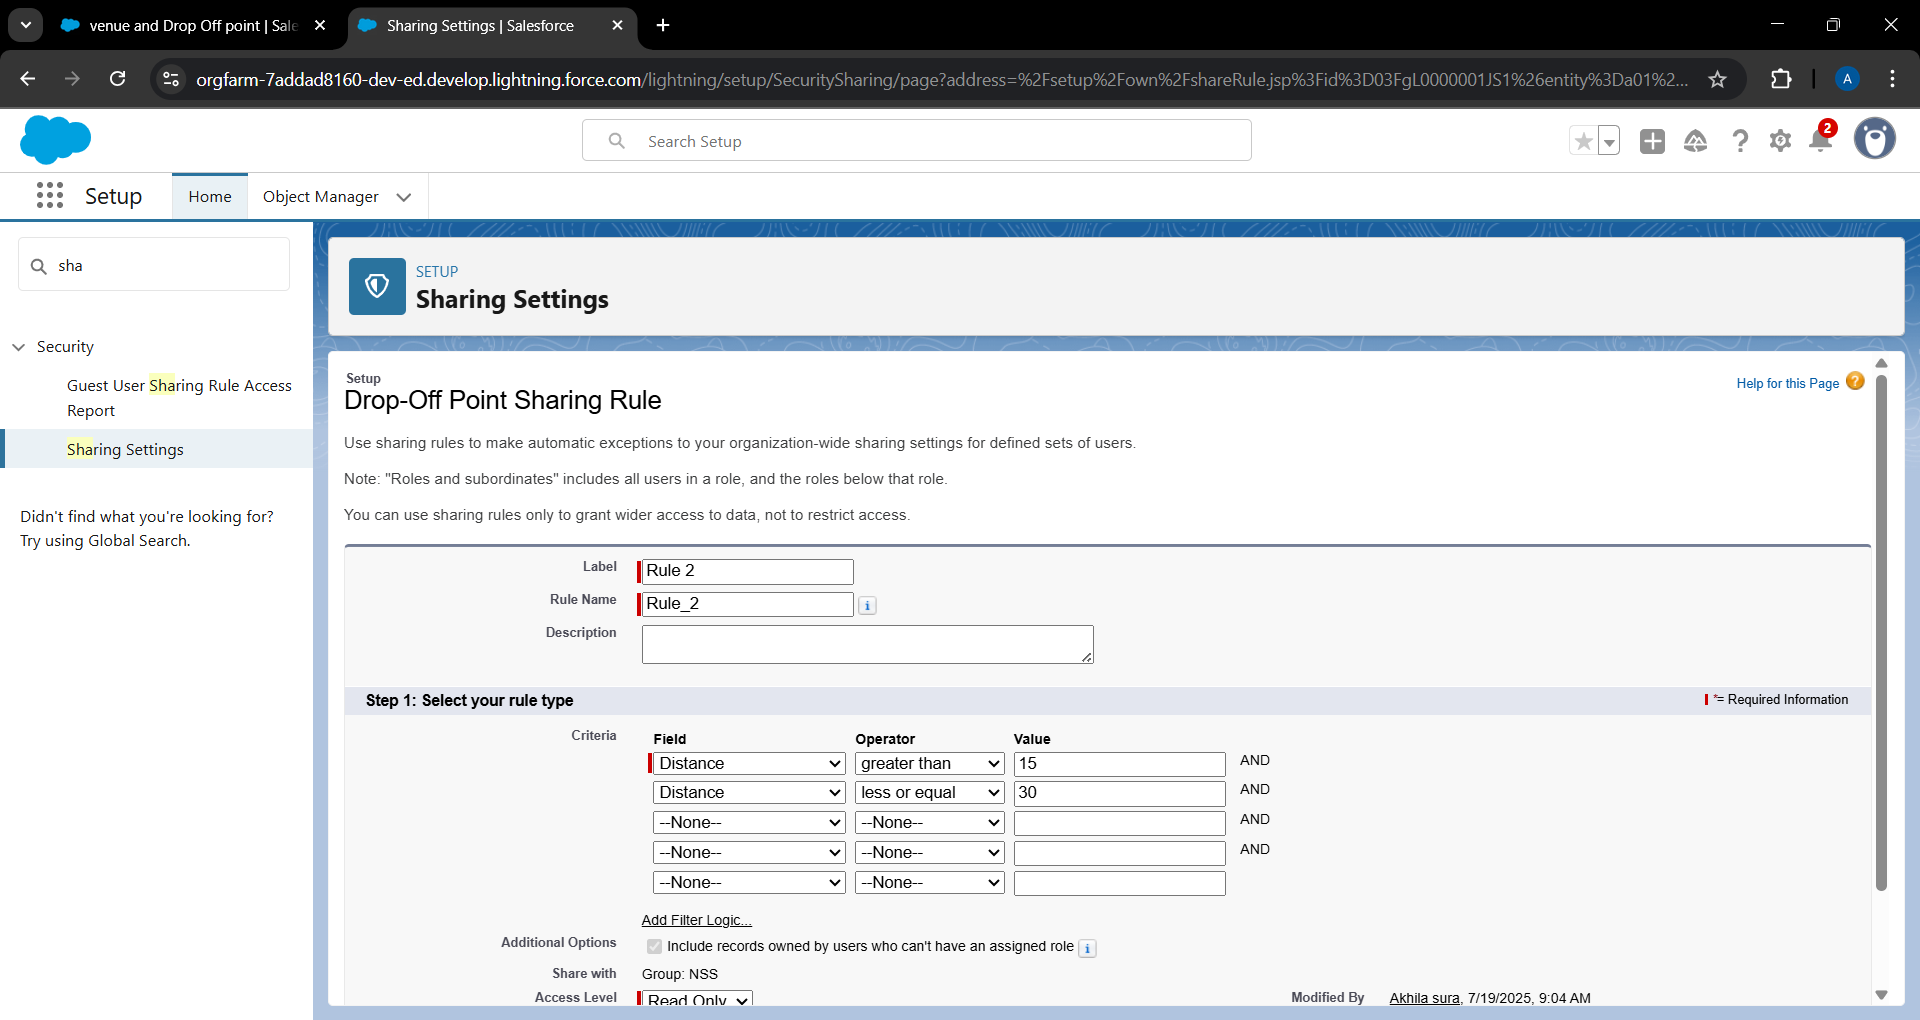 venue and Drop Off point | Sale
Sharing Settings | Salesforce
orgfarm-7addad8160-dev-ed.develop.lightning.force.com/lightning/setup/SecuritySharing/page?address=%2Fsetup%2Fown%2FshareRule.jsp%3Fid%3D03FgL0000001JS1%26entity%3Da01%2...
A
Search Setup
2
Setup
Home
Object Manager
sha
Security
Guest User Sharing Rule Access
Report
Sharing Settings
Didn't find what you're looking for?
Try using Global Search.
SETUP
Sharing Settings
Setup
Drop-Off Point Sharing Rule
Help for this Page
Use sharing rules to make automatic exceptions to your organization-wide sharing settings for defined sets of users.
Note: "Roles and subordinates" includes all users in a role, and the roles below that role.
You can use sharing rules only to grant wider access to data, not to restrict access.
Label Rule 2
Rule Name Rule_2 i
Description
Step 1: Select your rule type *= Required Information
Criteria Field Operator Value
Distance greater than 15 AND
Distance less or equal 30 AND
--None-- --None-- AND
--None-- --None-- AND
--None-- --None--
Add Filter Logic...
Additional Options Include records owned by users who can't have an assigned role i
Share with Group: NSS
Access Level Read Only Modified By Akhila sura, 7/19/2025, 9:04 AM